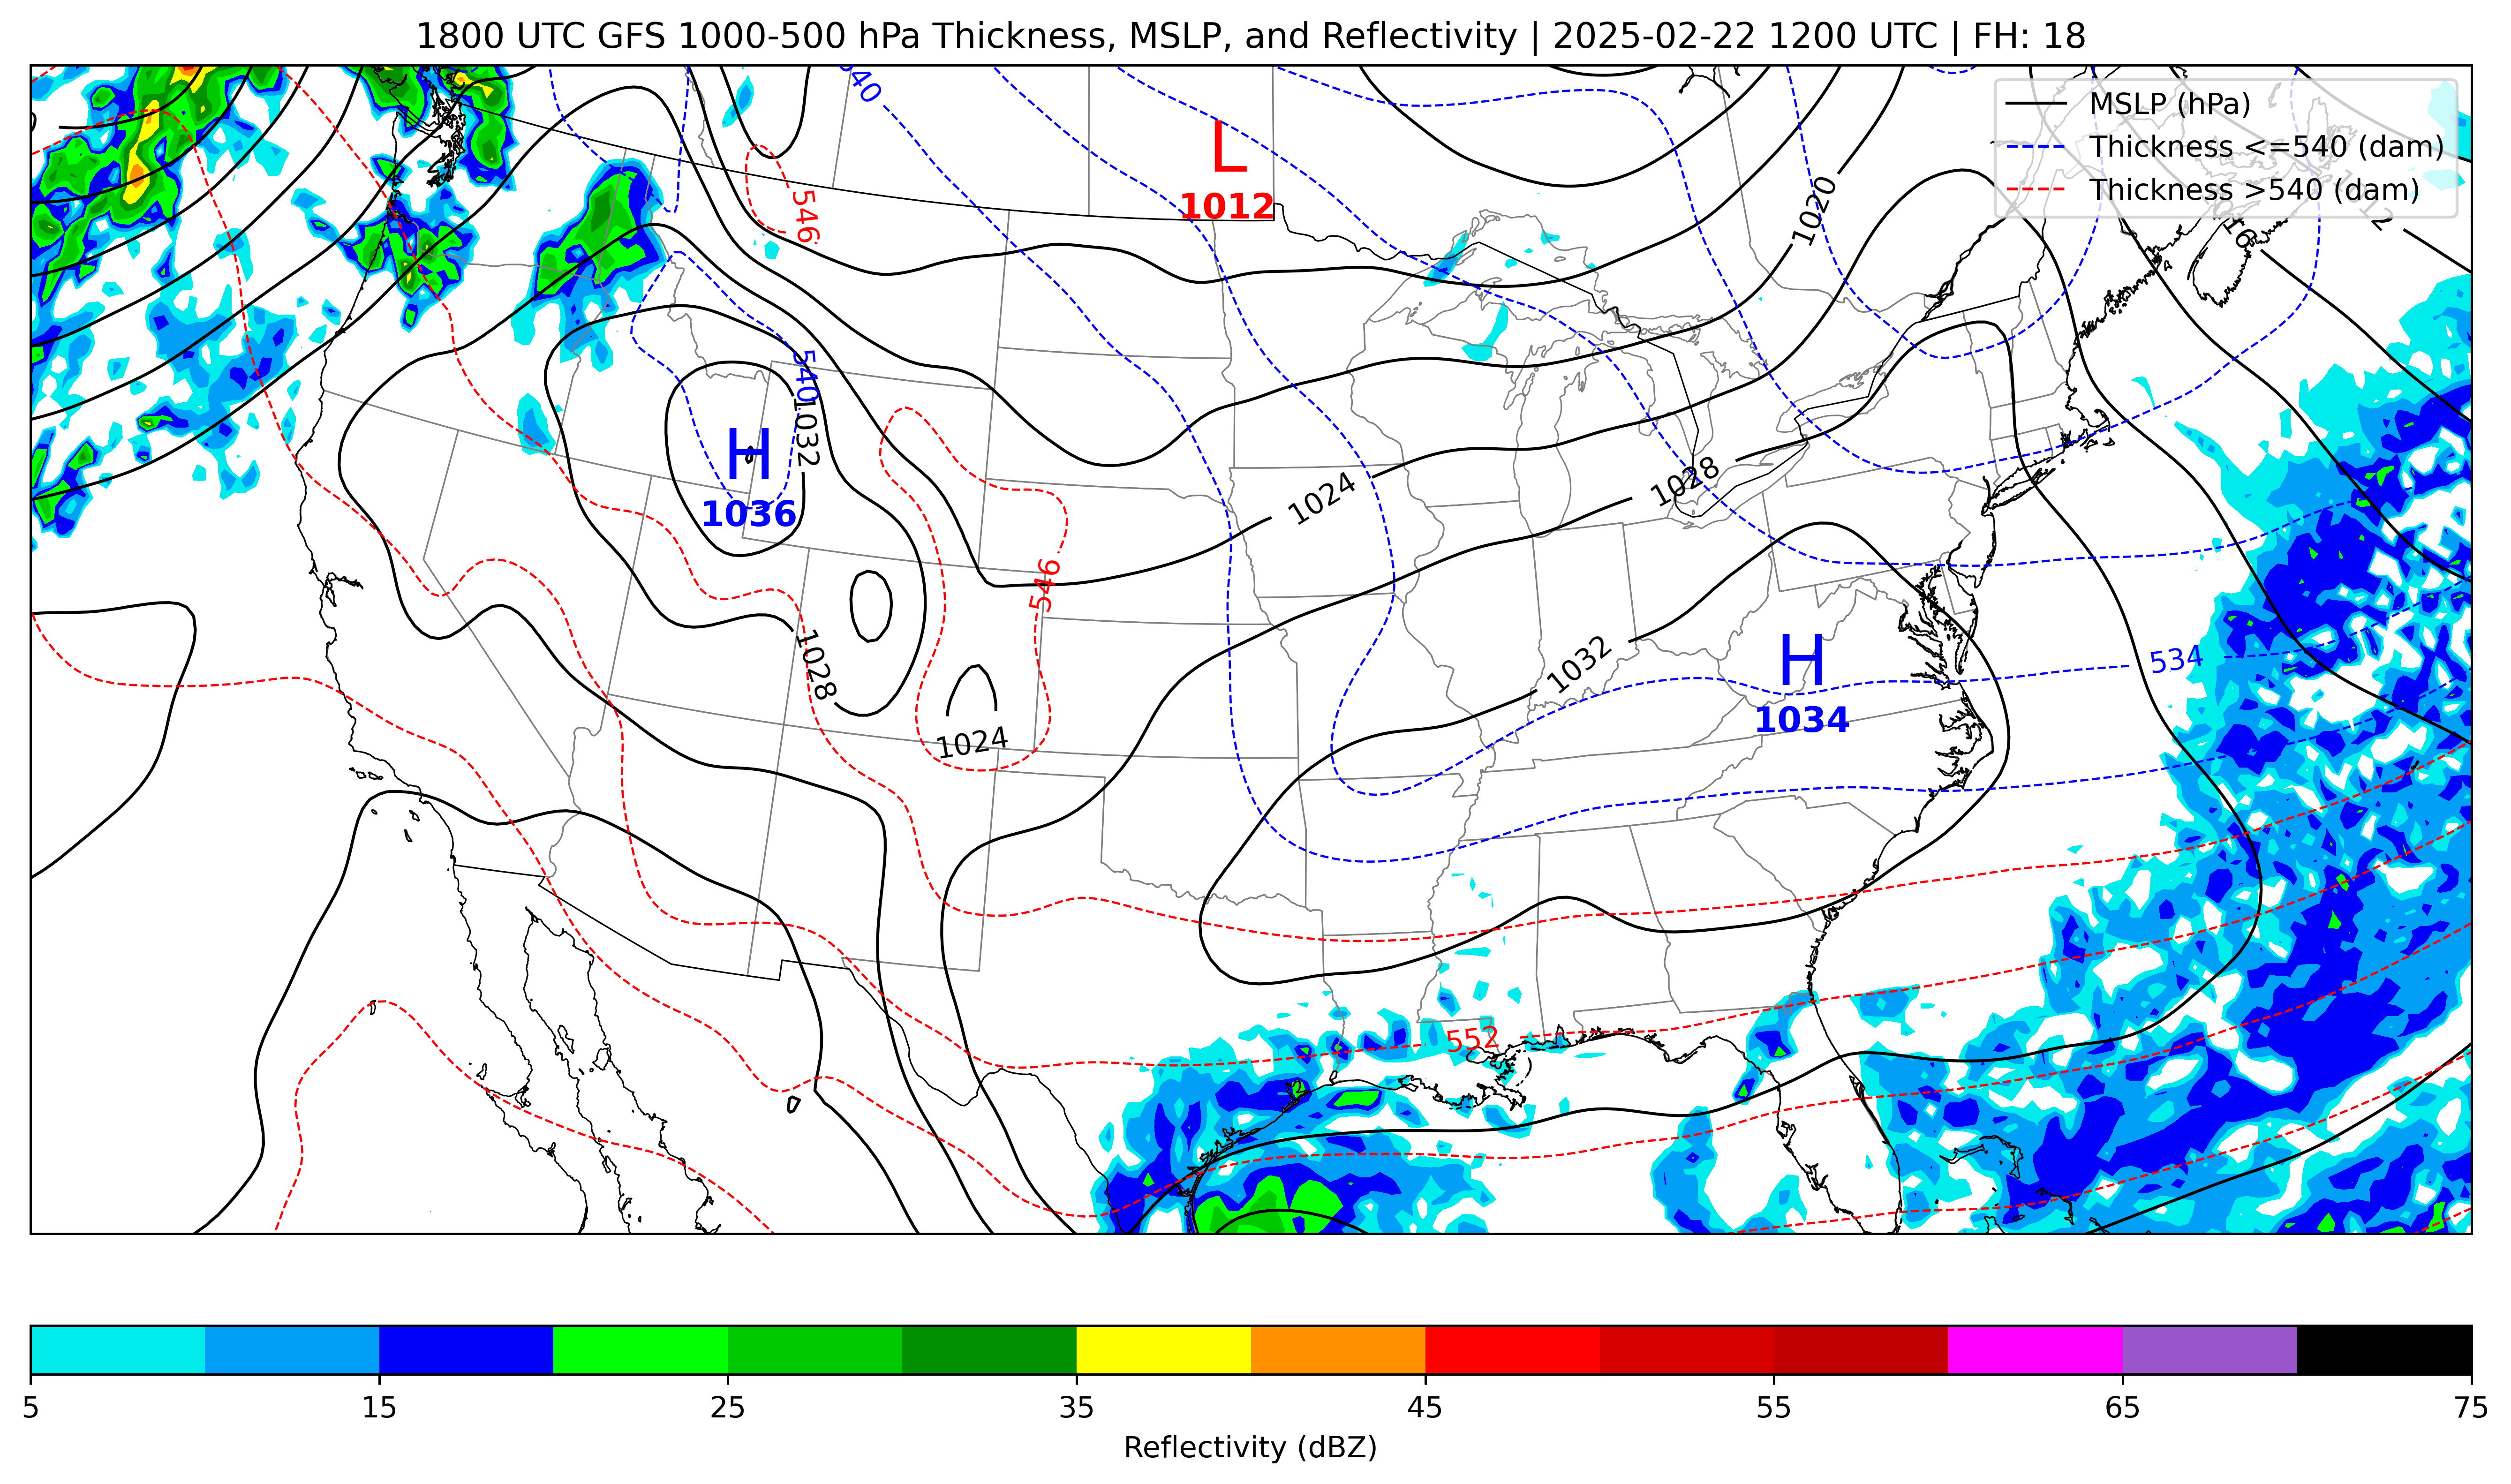 1800 UTC GFS 1000-500 hPa Thickness, MSLP, and Reflectivity | 2025-02-22 1200 UTC | FH: 18
MSLP (hPa)
Thickness <=540 (dam)
Thickness >540 (dam)
540
L
1012
546
1020
1012
16
540
1032
H
1036
1024
1028
546
1028
1032
H
1034
534
1024
552
5 15 25 35 45 55 65 75
Reflectivity (dBZ)